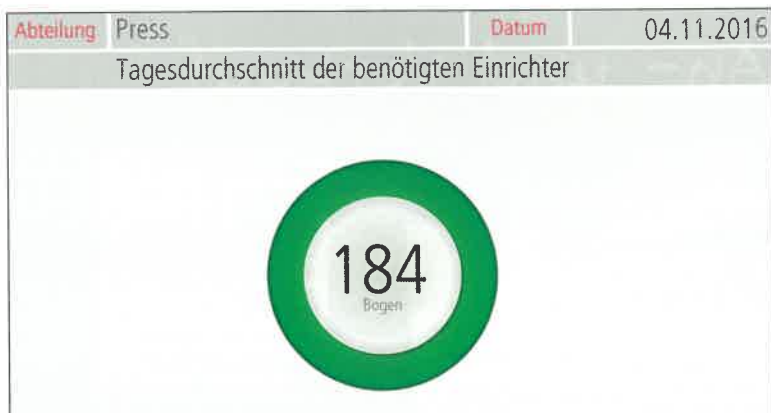 Abteilung Press Datum 04.11.2016
Tagesdurchschnitt der benötigten Einrichter
184
Bogen